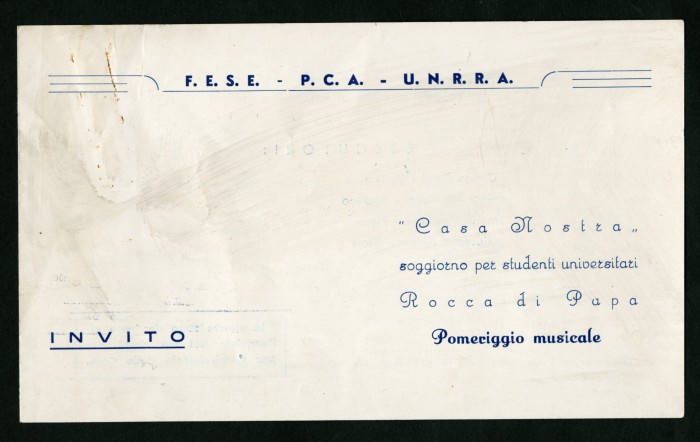 F. E. S. E. - P. C. A. - U. N. R. R. A.
"Casa Nostra„
soggiorno per studenti universitari
Rocca di Papa
INVITO
Pomeriggio musicale